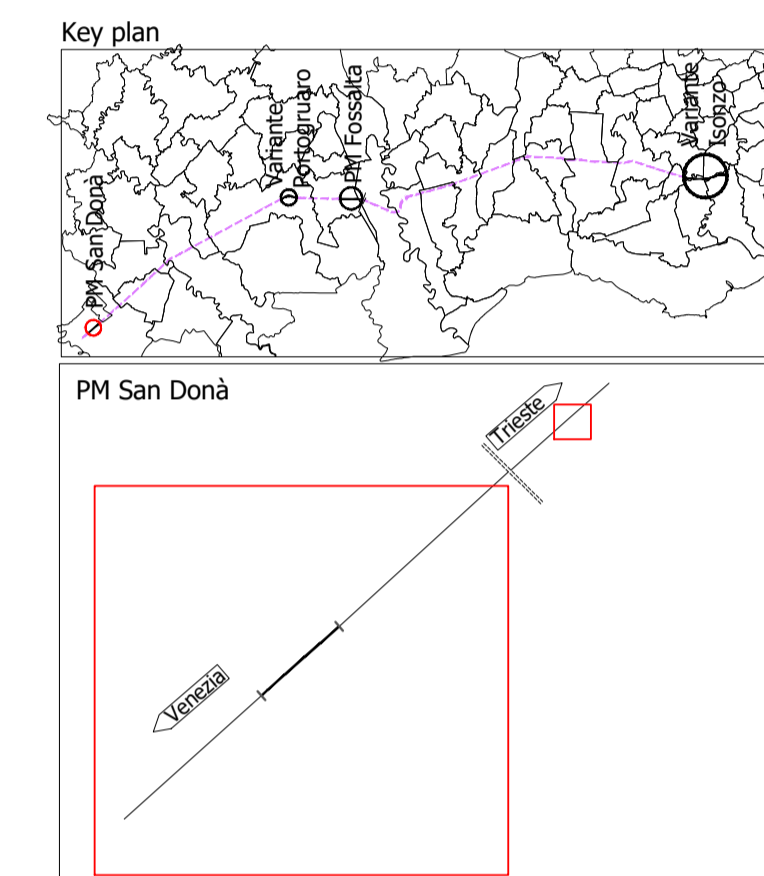 Key plan
PM San Donà
Variante
Portogruaro
PM Fossalta
Variante
Isonzo
PM San Donà
Trieste
Venezia